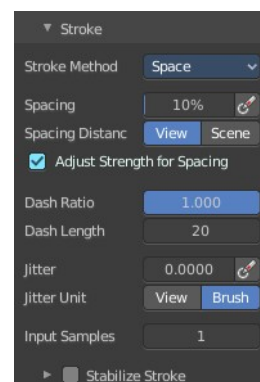 Stroke
Stroke Method Space
Spacing 10%
Spacing Distanc View Scene
Adjust Strength for Spacing
Dash Ratio 1.000
Dash Length 20
Jitter 0.0000
Jitter Unit View Brush
Input Samples 1
Stabilize Stroke